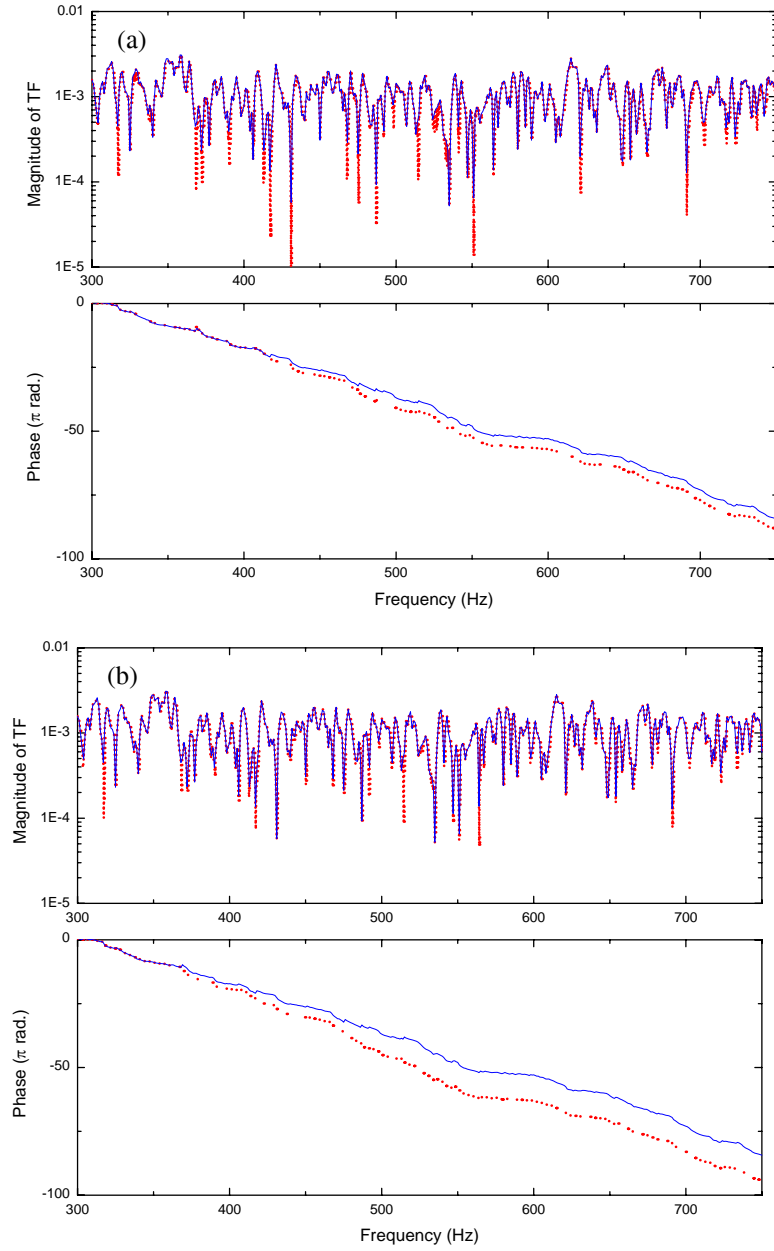 (a)
0.01
1E-3
1E-4
1E-5
Magnitude of TF
300 400 500 600 700
0
-50
-100
Phase (π rad.)
300 400 500 600 700
Frequency (Hz)
(b)
0.01
1E-3
1E-4
1E-5
Magnitude of TF
300 400 500 600 700
0
-50
-100
Phase (π rad.)
300 400 500 600 700
Frequency (Hz)